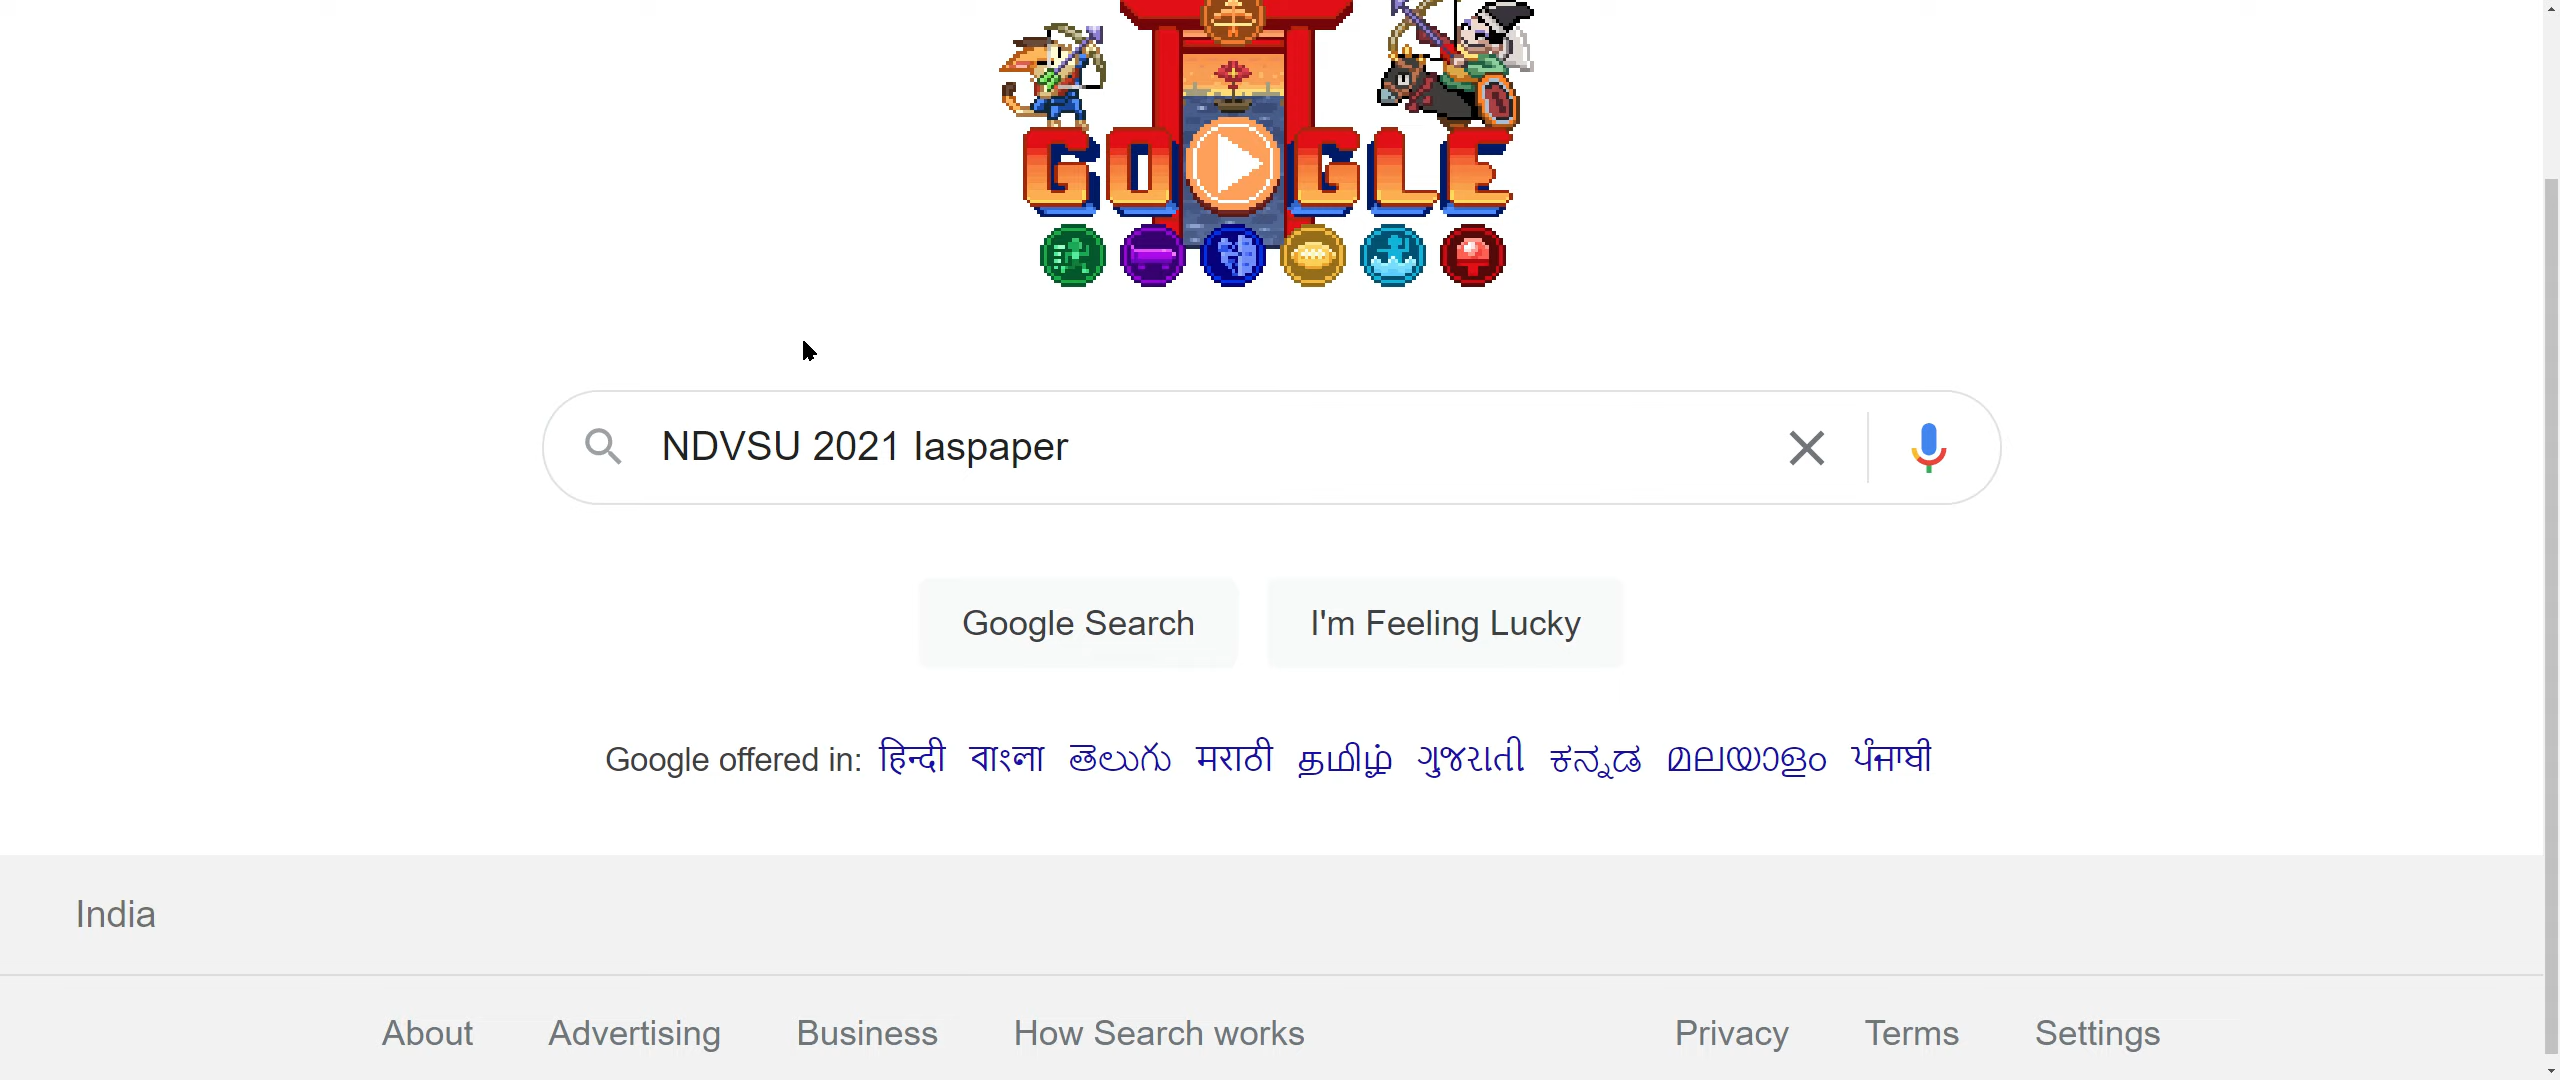 GOOGLE
NDVSU 2021 laspaper
Google Search I'm Feeling Lucky
Google offered in: हिन्दी বাংলা తెలుగు मराठी தமிழ் ગુજરાતી ಕನ್ನಡ മലയാളം ਪੰਜਾਬੀ
India
About Advertising Business How Search works Privacy Terms Settings